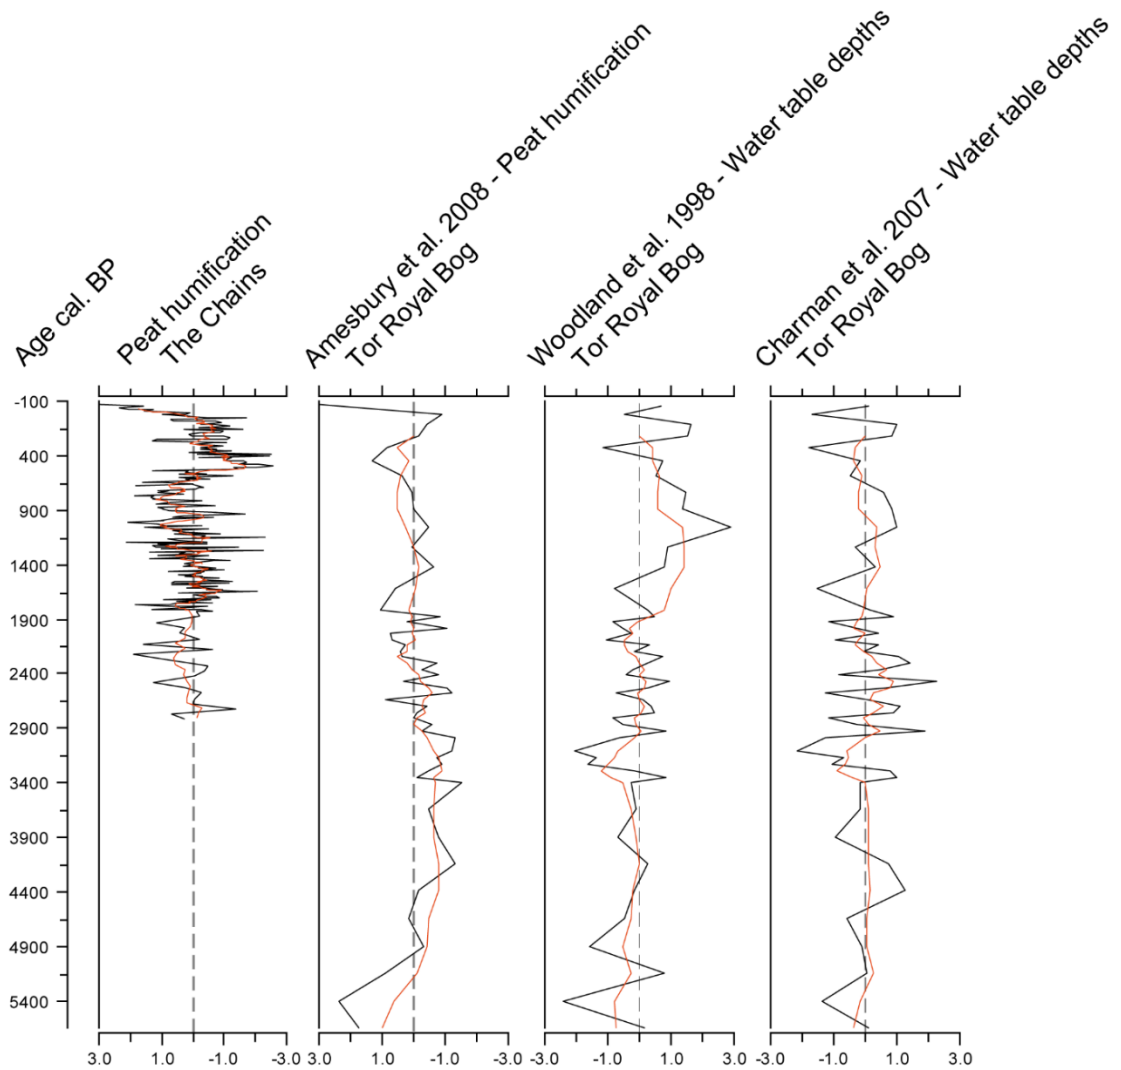 Age cal. BP
Peat humification
The Chains
Amesbury et al. 2008 - Peat humification
Tor Royal Bog
Woodland et al. 1998 - Water table depths
Tor Royal Bog
Charman et al. 2007 - Water table depths
Tor Royal Bog
-100
400
900
1400
1900
2400
2900
3400
3900
4400
4900
5400
3.0 1.0 -1.0 -3.0 3.0 1.0 -1.0 -3.0 -3.0 -1.0 1.0 3.0 -3.0 -1.0 1.0 3.0